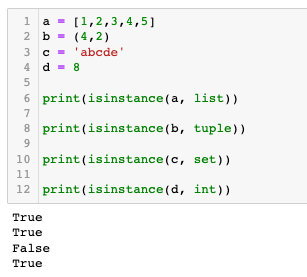 1 a = [1,2,3,4,5]
2 b = (4,2)
3 c = 'abcde'
4 d = 8
5
6 print(isinstance(a, list))
7
8 print(isinstance(b, tuple))
9
10 print(isinstance(c, set))
11
12 print(isinstance(d, int))
True
True
False
True